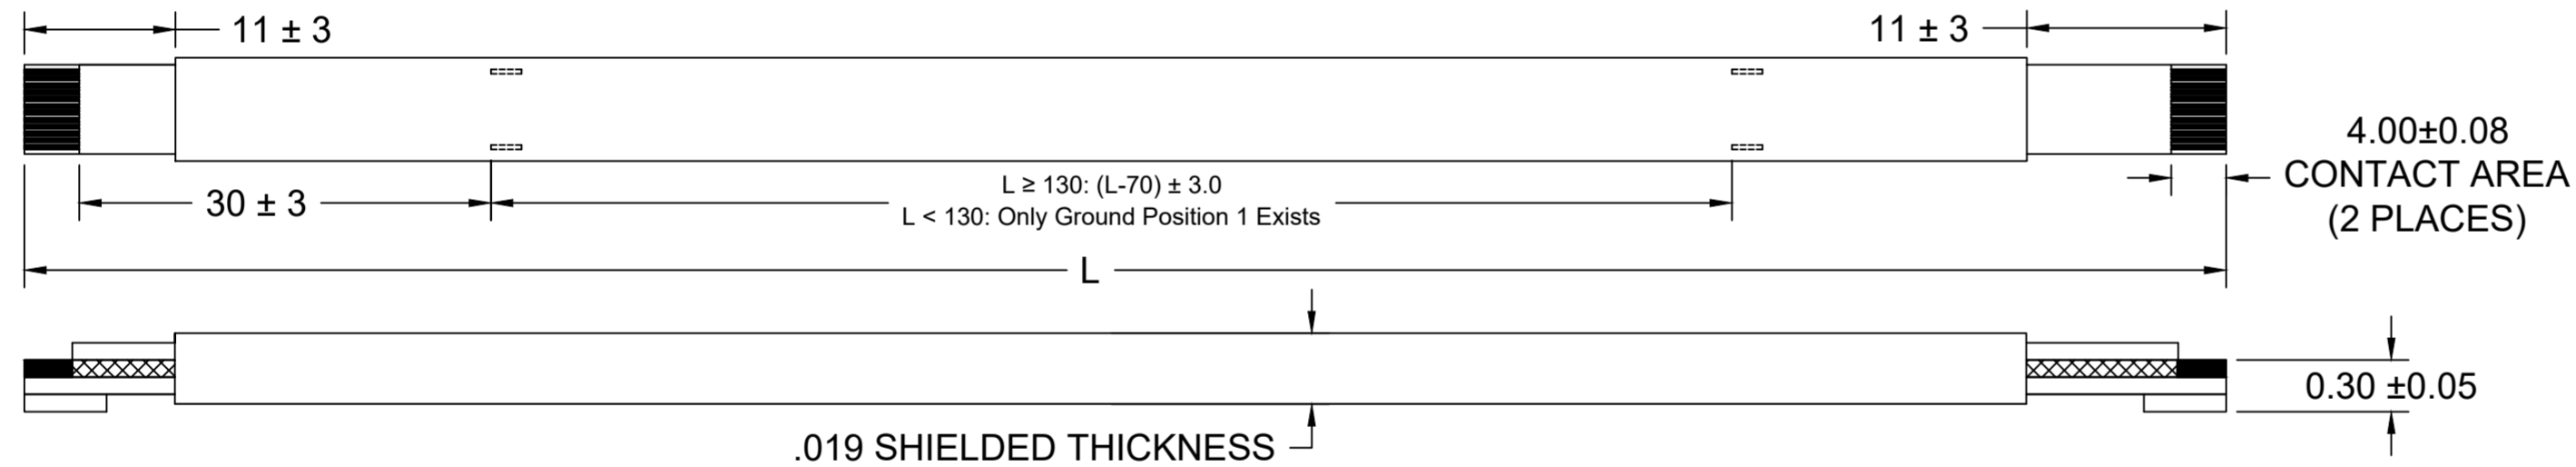 11 ± 3
11 ± 3
4.00±0.08
CONTACT AREA
(2 PLACES)
30 ± 3
L ≥ 130: (L-70) ± 3.0
L < 130: Only Ground Position 1 Exists
L
0.30 ±0.05
.019 SHIELDED THICKNESS